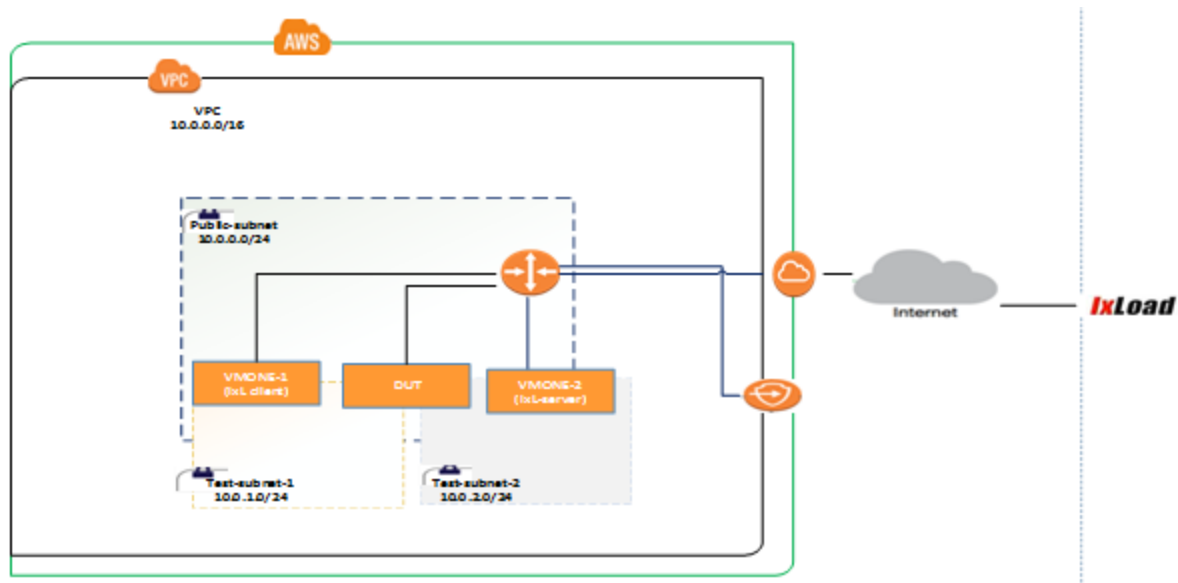 AWS
VPC
VPC
10.0.0.0/16
Public-subnet
10.0.0.0/24
VMONE-1
(IxL client)
DUT
VMONE-2
(IxL-server)
Test-subnet-1
10.0.1.0/24
Test-subnet-2
10.0.2.0/24
Internet
IxLoad